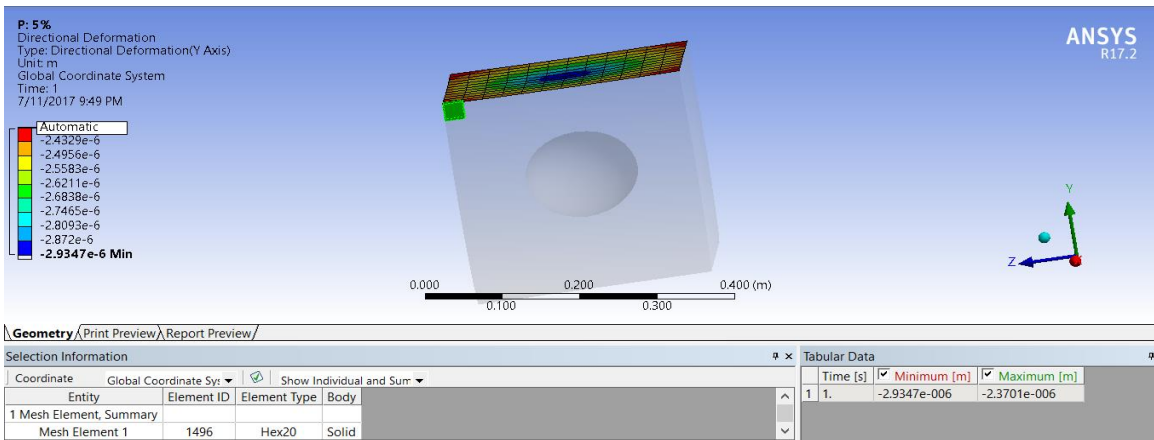 P: 5%
Directional Deformation
Type: Directional Deformation(Y Axis)
Unit: m
Global Coordinate System
Time: 1
7/11/2017 9:49 PM
ANSYS
R17.2
Automatic
-2.4329e-6
-2.4956e-6
-2.5583e-6
-2.6211e-6
-2.6838e-6
-2.7465e-6
-2.8093e-6
-2.872e-6
-2.9347e-6 Min
Y
Z
0.000 0.200 0.400 (m)
0.100 0.300
Geometry Print Preview Report Preview
Selection Information
Coordinate Global Coordinate Sys Show Individual and Sum
Entity Element ID Element Type Body
1 Mesh Element, Summary
Mesh Element 1 1496 Hex20 Solid
Tabular Data
Time [s] Minimum [m] Maximum [m]
1 1. -2.9347e-006 -2.3701e-006